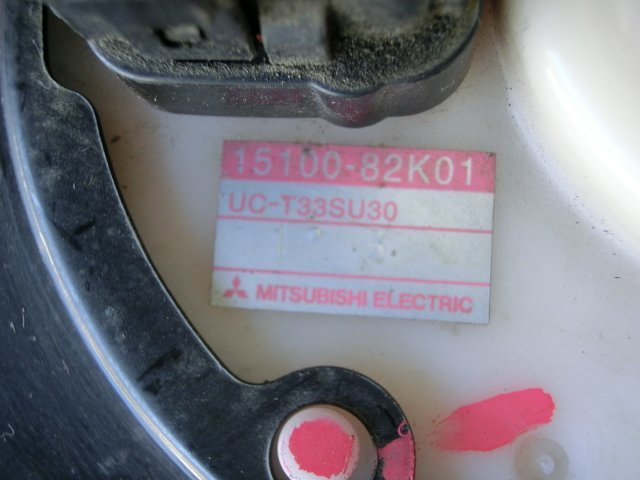 15100-82K01
UC-T33SU30
MITSUBISHI ELECTRIC